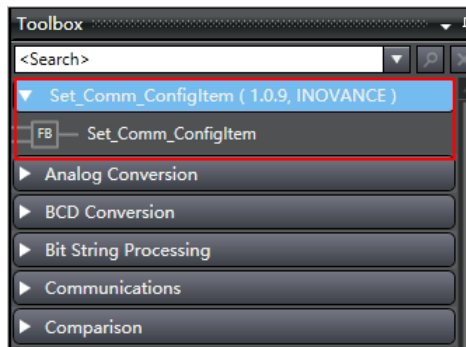 Toolbox
<Search>
Set_Comm_ConfigItem ( 1.0.9, INOVANCE )
FB Set_Comm_ConfigItem
Analog Conversion
BCD Conversion
Bit String Processing
Communications
Comparison